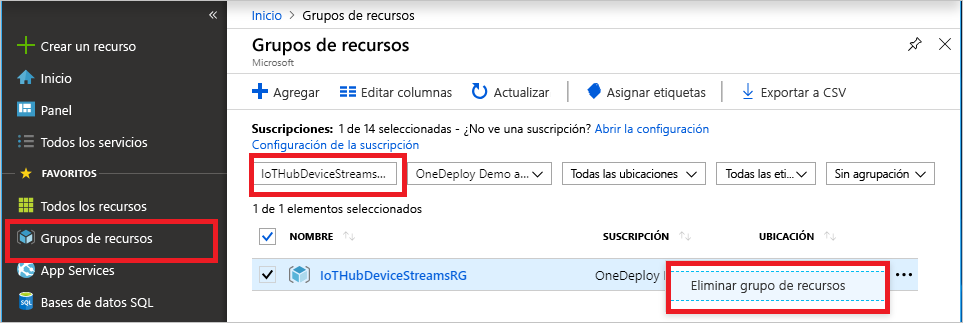 «
Crear un recurso
Inicio
Panel
Todos los servicios
FAVORITOS
Todos los recursos
Grupos de recursos
App Services
Bases de datos SQL
Inicio > Grupos de recursos
Grupos de recursos
Microsoft
Agregar Editar columnas Actualizar Asignar etiquetas Exportar a CSV
Suscripciones: 1 de 14 seleccionadas - ¿No ve una suscripción? Abrir la configuración
Configuración de la suscripción
IoTHubDeviceStreams... OneDeploy Demo a... Todas las ubicaciones Todas las eti... Sin agrupación
1 de 1 elementos seleccionados
NOMBRE SUSCRIPCIÓN UBICACIÓN
IoTHubDeviceStreamsRG OneDeploy
Eliminar grupo de recursos